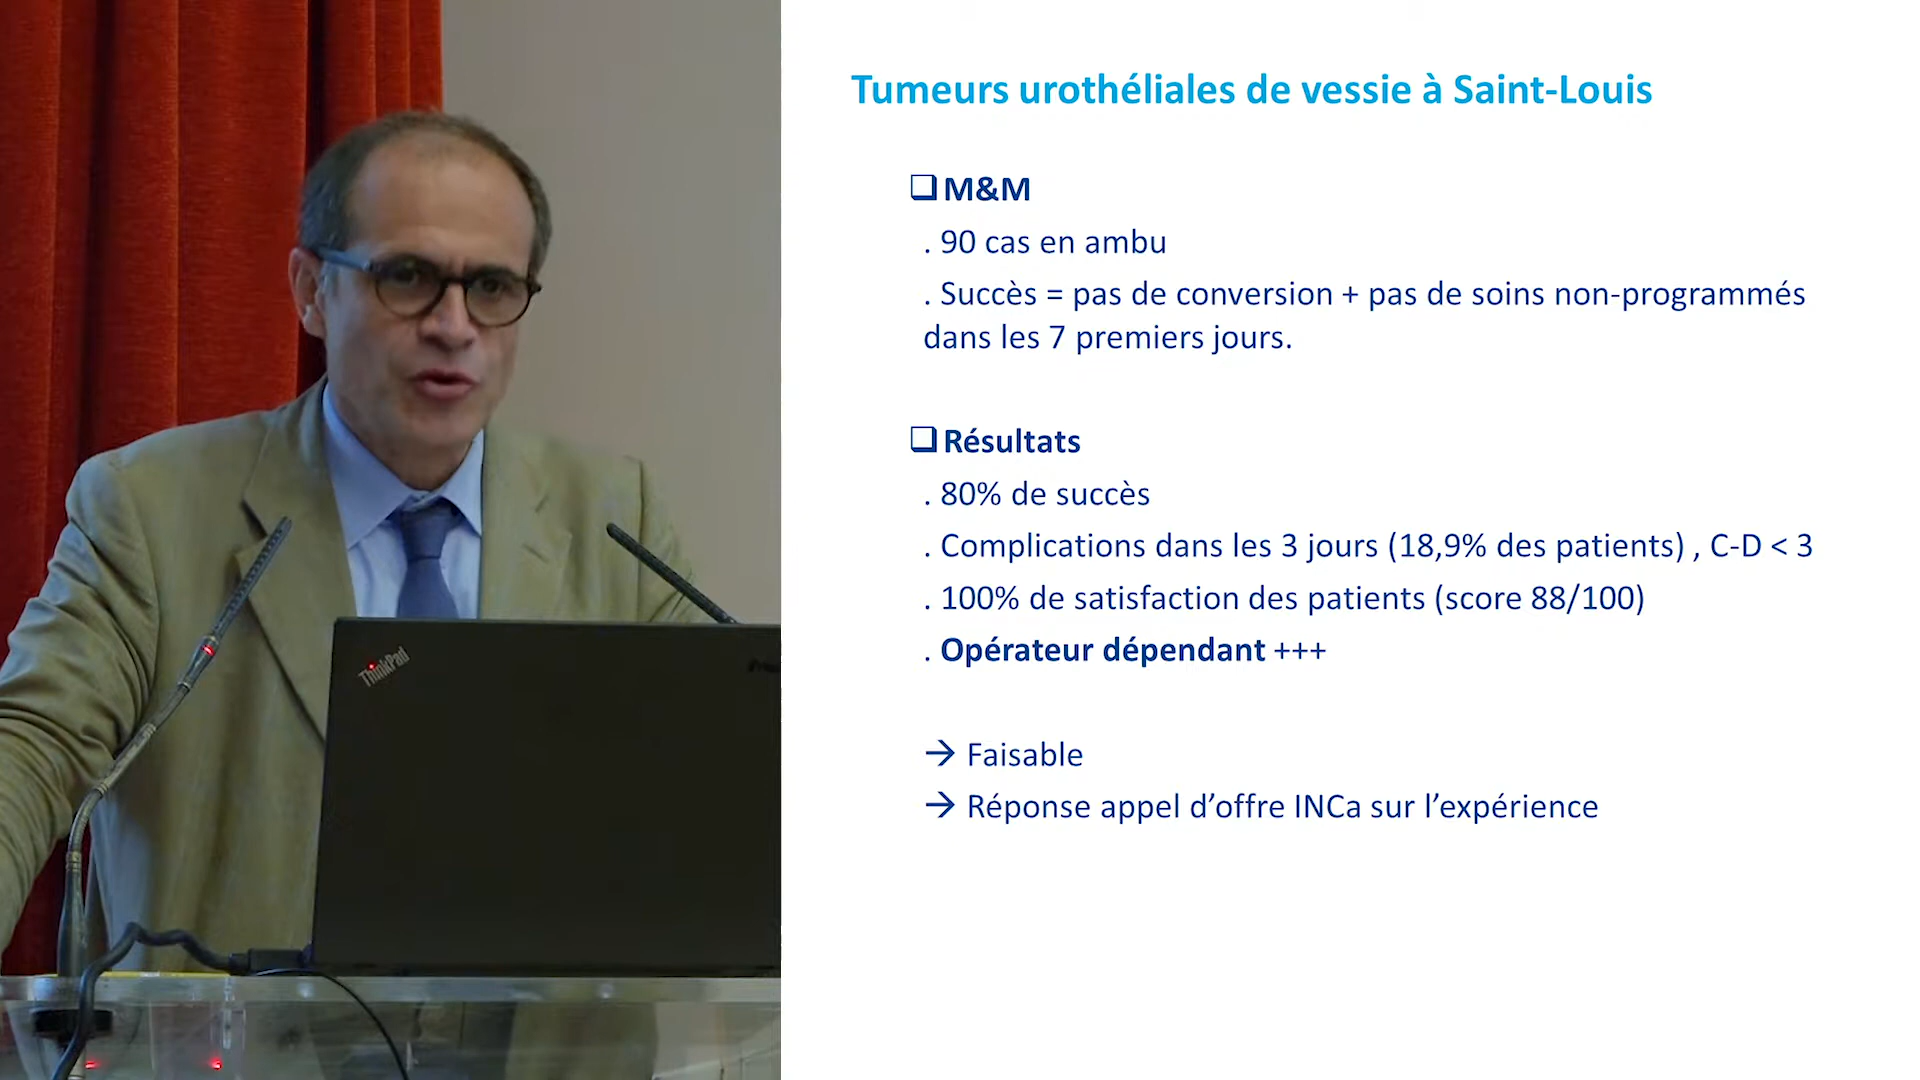 Tumeurs urothéliales de vessie à Saint-Louis
M&M
. 90 cas en ambu
. Succès = pas de conversion + pas de soins non-programmés
dans les 7 premiers jours.
Résultats
. 80% de succès
. Complications dans les 3 jours (18,9% des patients) , C-D < 3
. 100% de satisfaction des patients (score 88/100)
. Opérateur dépendant +++
→ Faisable
→ Réponse appel d’offre INCa sur l’expérience
ThinkPad